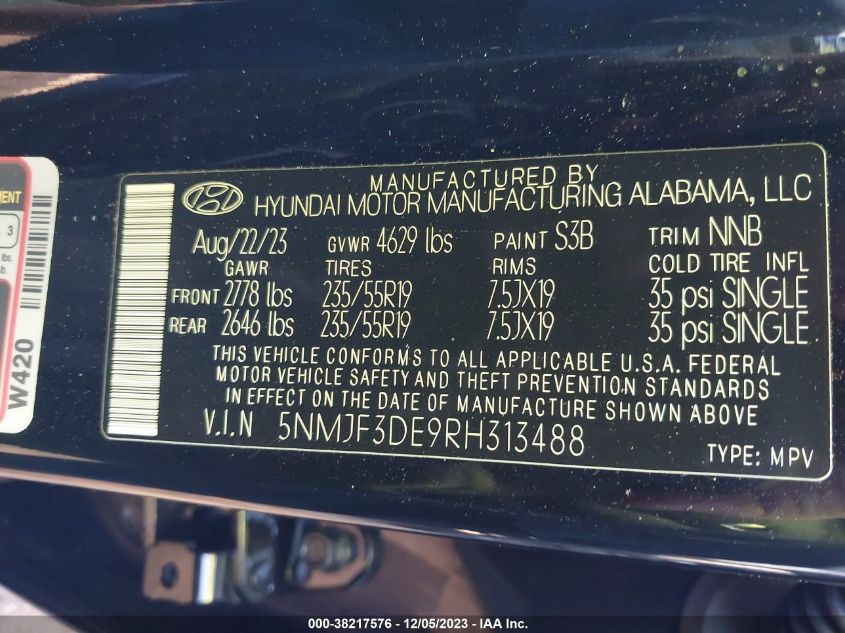 MENT
3
lbs.
lb.
W420
MANUFACTURED BY
HYUNDAI MOTOR MANUFACTURING ALABAMA, LLC
Aug/22/23 GVWR 4629 lbs PAINT S3B TRIM NNB
GAWR TIRES RIMS COLD TIRE INFL
FRONT 2778 lbs 235/55R19 7.5JX19 35 psi SINGLE
REAR 2646 lbs 235/55R19 7.5JX19 35 psi SINGLE
THIS VEHICLE CONFORMS TO ALL APPLICABLE U.S.A. FEDERAL
MOTOR VEHICLE SAFETY AND THEFT PREVENTION STANDARDS
IN EFFECT ON THE DATE OF MANUFACTURE SHOWN ABOVE
V.I.N 5NMJF3DE9RH313488
TYPE: MPV
000-38217576 - 12/05/2023 - IAA Inc.